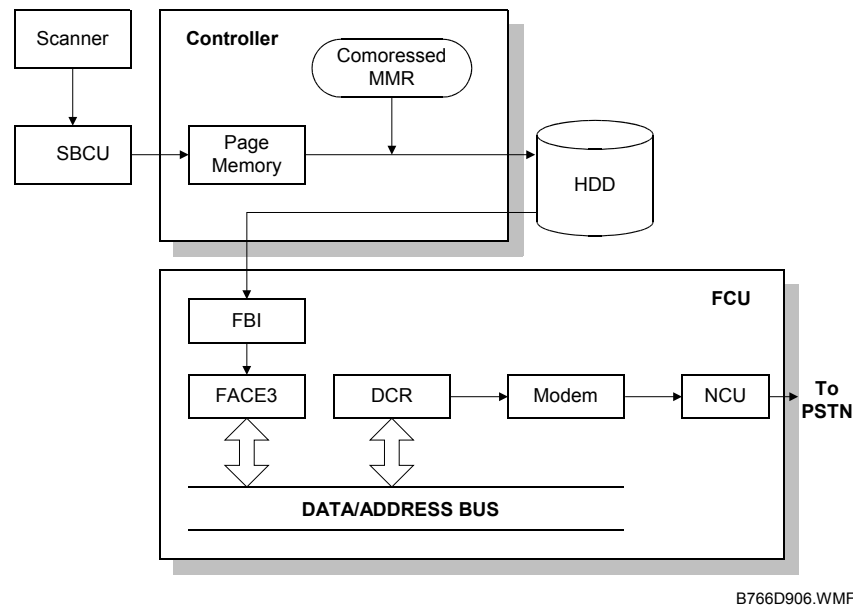 Scanner
Controller
Comoressed
MMR
SBCU
Page
Memory
HDD
FCU
FBI
FACE3
DCR
Modem
NCU
To
PSTN
DATA/ADDRESS BUS
B766D906.WMF